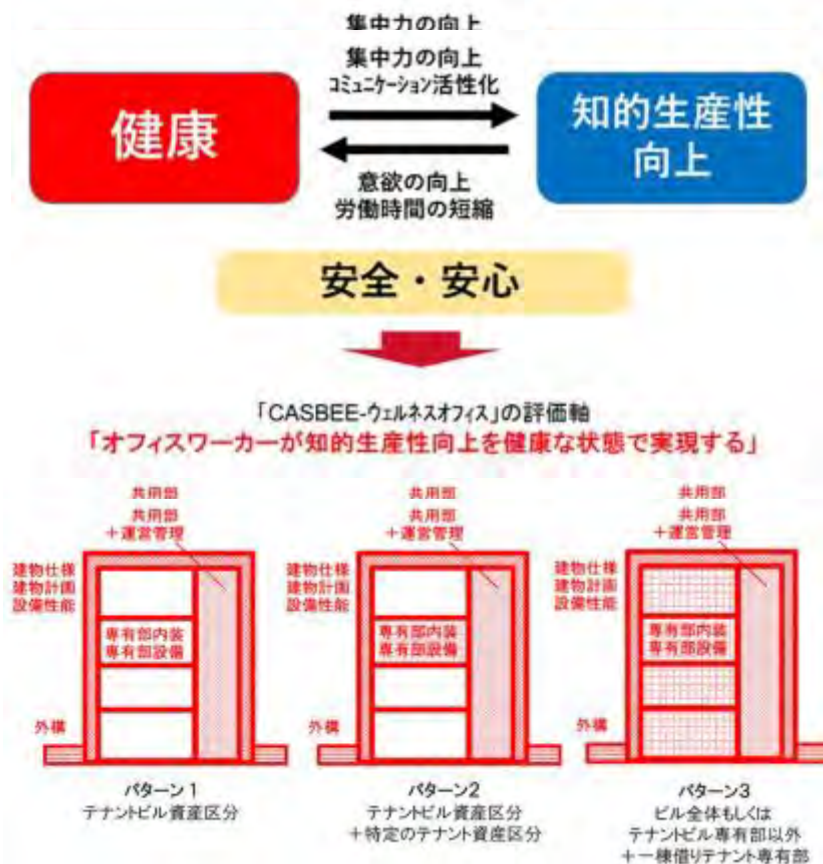 集中力の向上
集中力の向上
コミュニケーション活性化
健康
知的生産性
向上
意欲の向上
労働時間の短縮
安全・安心
「CASBEE-ウェルネスオフィス」の評価軸
「オフィスワーカーが知的生産性向上を健康な状態で実現する」
共用部
共用部
＋運営管理
建物仕様
建物計画
設備性能
専有部内装
専有部設備
外構
パターン1
テナントビル資産区分
共用部
共用部
＋運営管理
建物仕様
建物計画
設備性能
専有部内装
専有部設備
外構
パターン2
テナントビル資産区分
＋特定のテナント資産区分
共用部
共用部
＋運営管理
建物仕様
建物計画
設備性能
専有部内装
専有部設備
外構
パターン3
ビル全体もしくは
テナントビル専有部以外
＋一棟借りテナント専有部